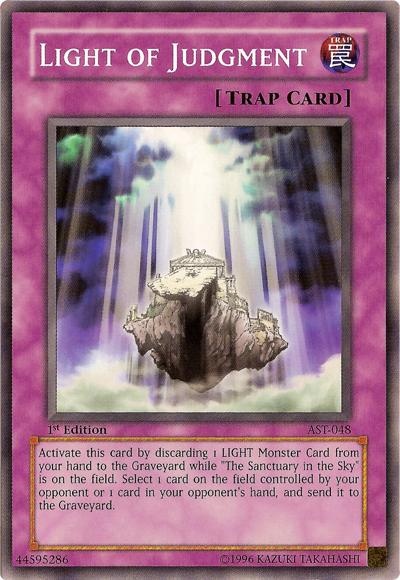 LIGHT OF JUDGMENT
TRAP
罠
[TRAP CARD]
1st Edition
AST-048
Activate this card by discarding 1 LIGHT Monster Card from
your hand to the Graveyard while "The Sanctuary in the Sky"
is on the field. Select 1 card on the field controlled by your
opponent or 1 card in your opponent's hand, and send it to
the Graveyard.
44595286
©1996 KAZUKI TAKAHASHI